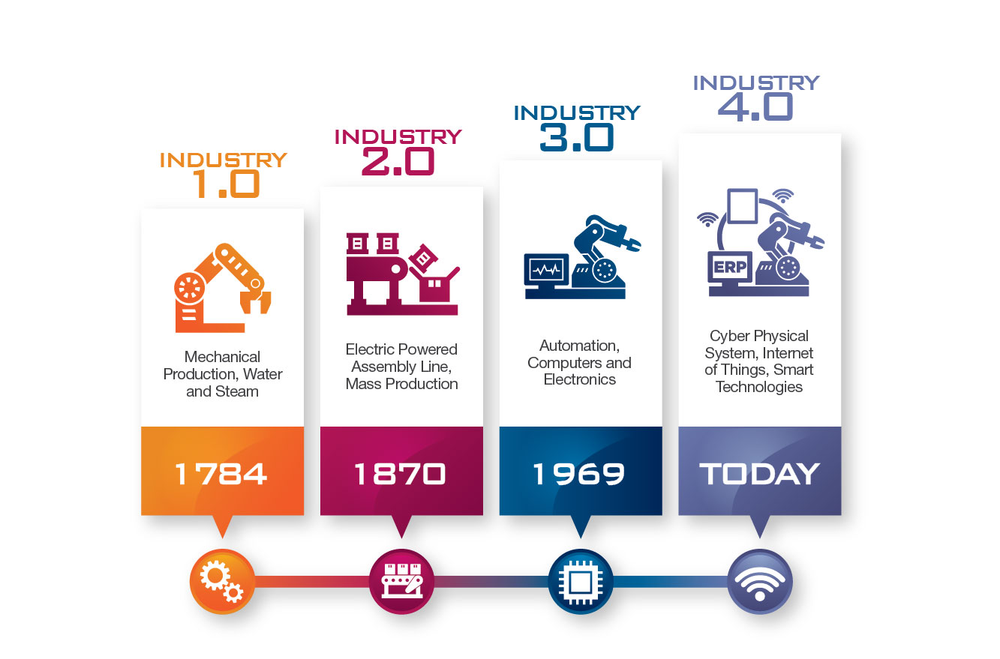 INDUSTRY
1.0
Mechanical
Production, Water
and Steam
1784
INDUSTRY
2.0
Electric Powered
Assembly Line,
Mass Production
1870
INDUSTRY
3.0
Automation,
Computers and
Electronics
1969
INDUSTRY
4.0
ERP
Cyber Physical
System, Internet
of Things, Smart
Technologies
TODAY